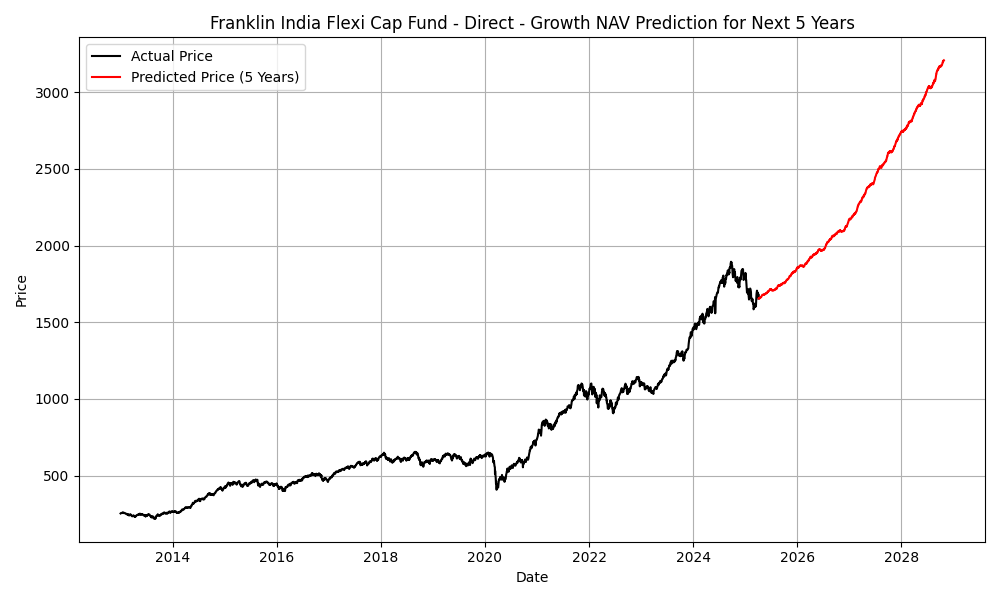 Franklin India Flexi Cap Fund - Direct - Growth NAV Prediction for Next 5 Years
Actual Price
Predicted Price (5 Years)
Price
3000
2500
2000
1500
1000
500
2014 2016 2018 2020 2022 2024 2026 2028
Date